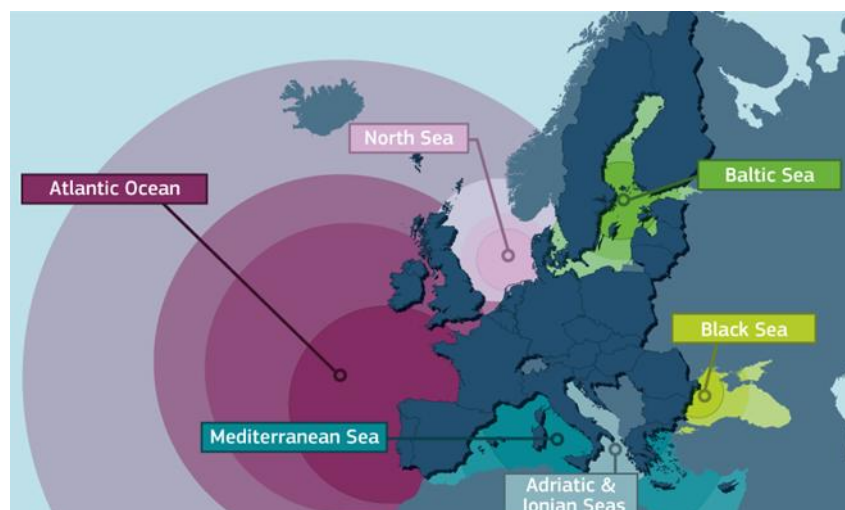 North Sea
Atlantic Ocean
Baltic Sea
Black Sea
Mediterranean Sea
Adriatic &
Ionian Seas